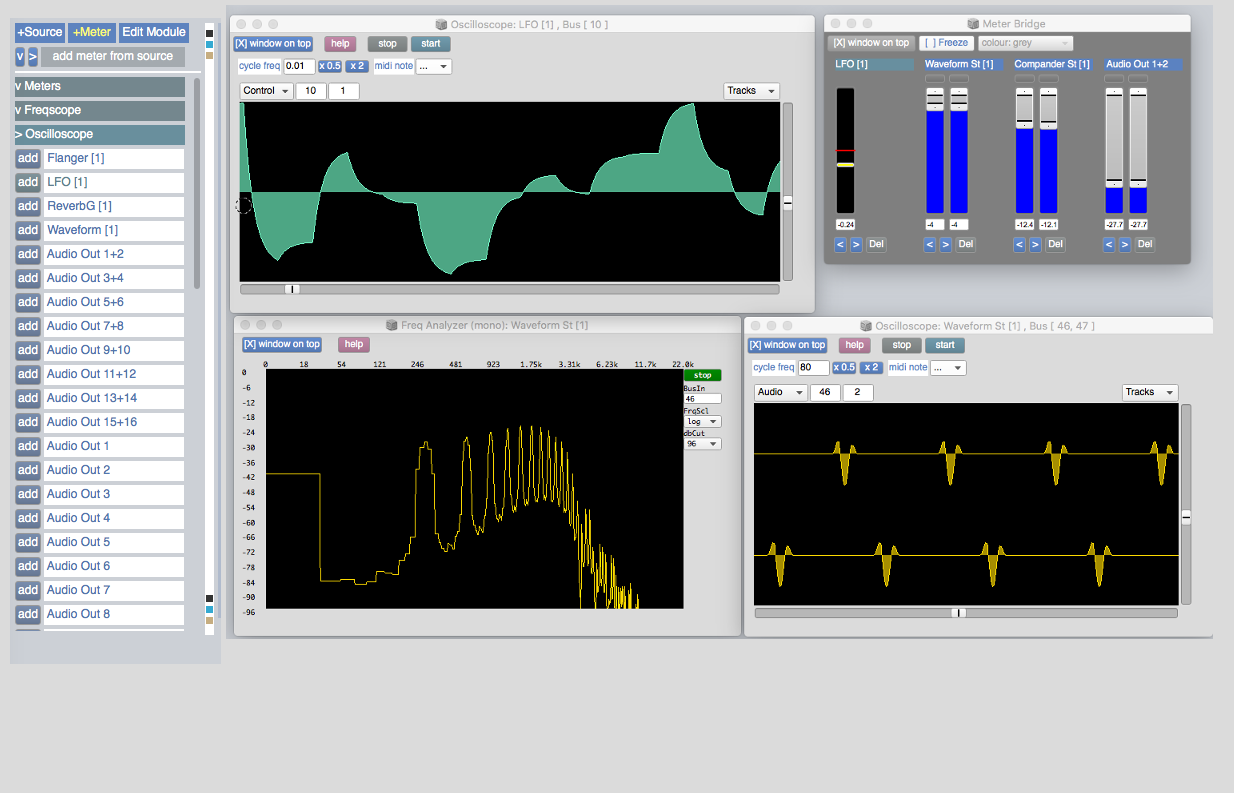 +Source +Meter Edit Module
v > add meter from source
v Meters
v Freqscope
> Oscilloscope
add Flanger [1]
add LFO [1]
add ReverbG [1]
add Waveform [1]
add Audio Out 1+2
add Audio Out 3+4
add Audio Out 5+6
add Audio Out 7+8
add Audio Out 9+10
add Audio Out 11+12
add Audio Out 13+14
add Audio Out 15+16
add Audio Out 1
add Audio Out 2
add Audio Out 3
add Audio Out 4
add Audio Out 5
add Audio Out 6
add Audio Out 7
add Audio Out 8
Oscilloscope: LFO [1] , Bus [ 10 ]
[X] window on top help stop start
cycle freq 0.01 x 0.5 x 2 midi note ...
Control 10 1 Tracks
Meter Bridge
[X] window on top [ ] Freeze colour: grey
LFO [1] Waveform St [1] Compander St [1] Audio Out 1+2
-0.24 -4 -4 -12.4 -12.1 -27.7 -27.7
< > Del < > Del < > Del < > Del
Freq Analyzer (mono): Waveform St [1]
[X] window on top help
0 18 54 121 246 481 923 1.75k 3.31k 6.23k 11.7k 22.0k
0
-6
-12
-18
-24
-30
-36
-42
-48
-54
-60
-66
-72
-78
-84
-90
-96
stop
BusIn
46
FrqScl
log
dbCut
96
Oscilloscope: Waveform St [1] , Bus [ 46, 47 ]
[X] window on top help stop start
cycle freq 80 x 0.5 x 2 midi note ...
Audio 46 2 Tracks